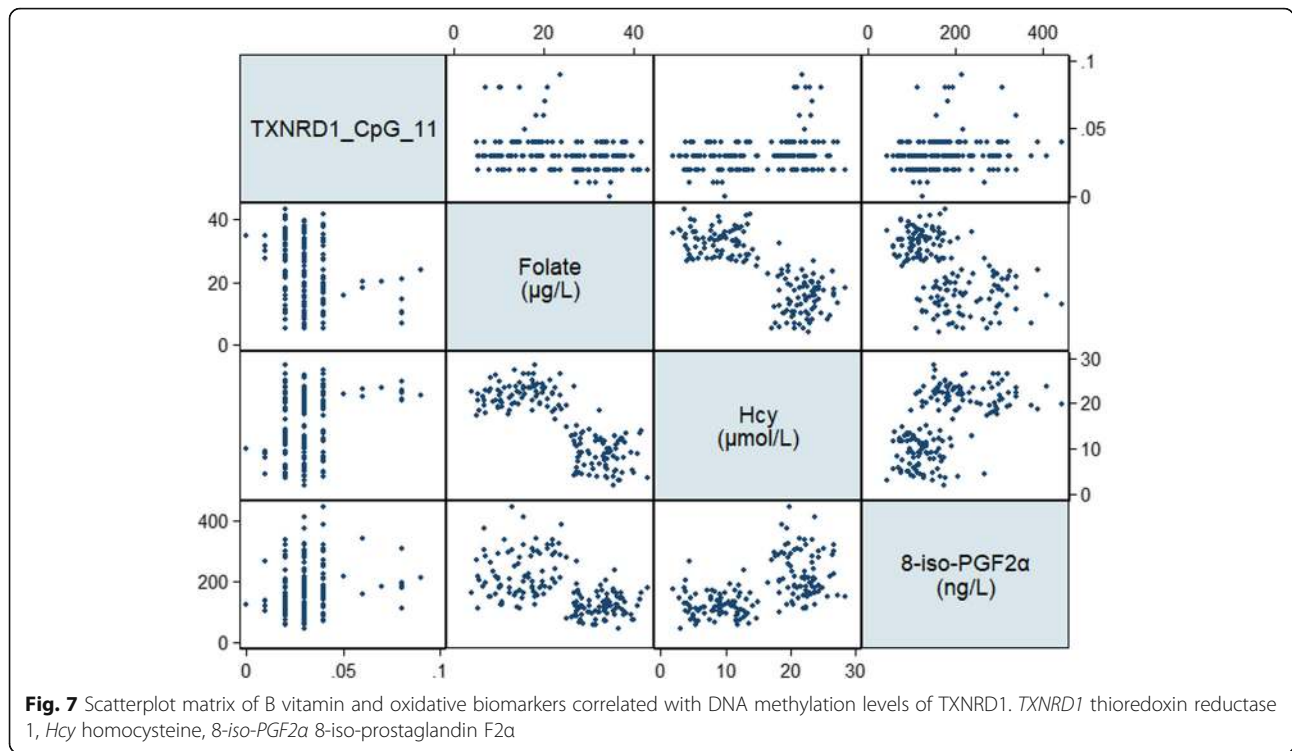 0 20 40 0 200 400
TXNRD1_CpG_11
.1
.05
0
40
20
0
Folate
(µg/L)
Hcy
(µmol/L)
30
20
10
0
400
200
0
8-iso-PGF2α
(ng/L)
0 .05 .1 0 10 20 30
Fig. 7 Scatterplot matrix of B vitamin and oxidative biomarkers correlated with DNA methylation levels of TXNRD1. TXNRD1 thioredoxin reductase
1, Hcy homocysteine, 8-iso-PGF2α 8-iso-prostaglandin F2α